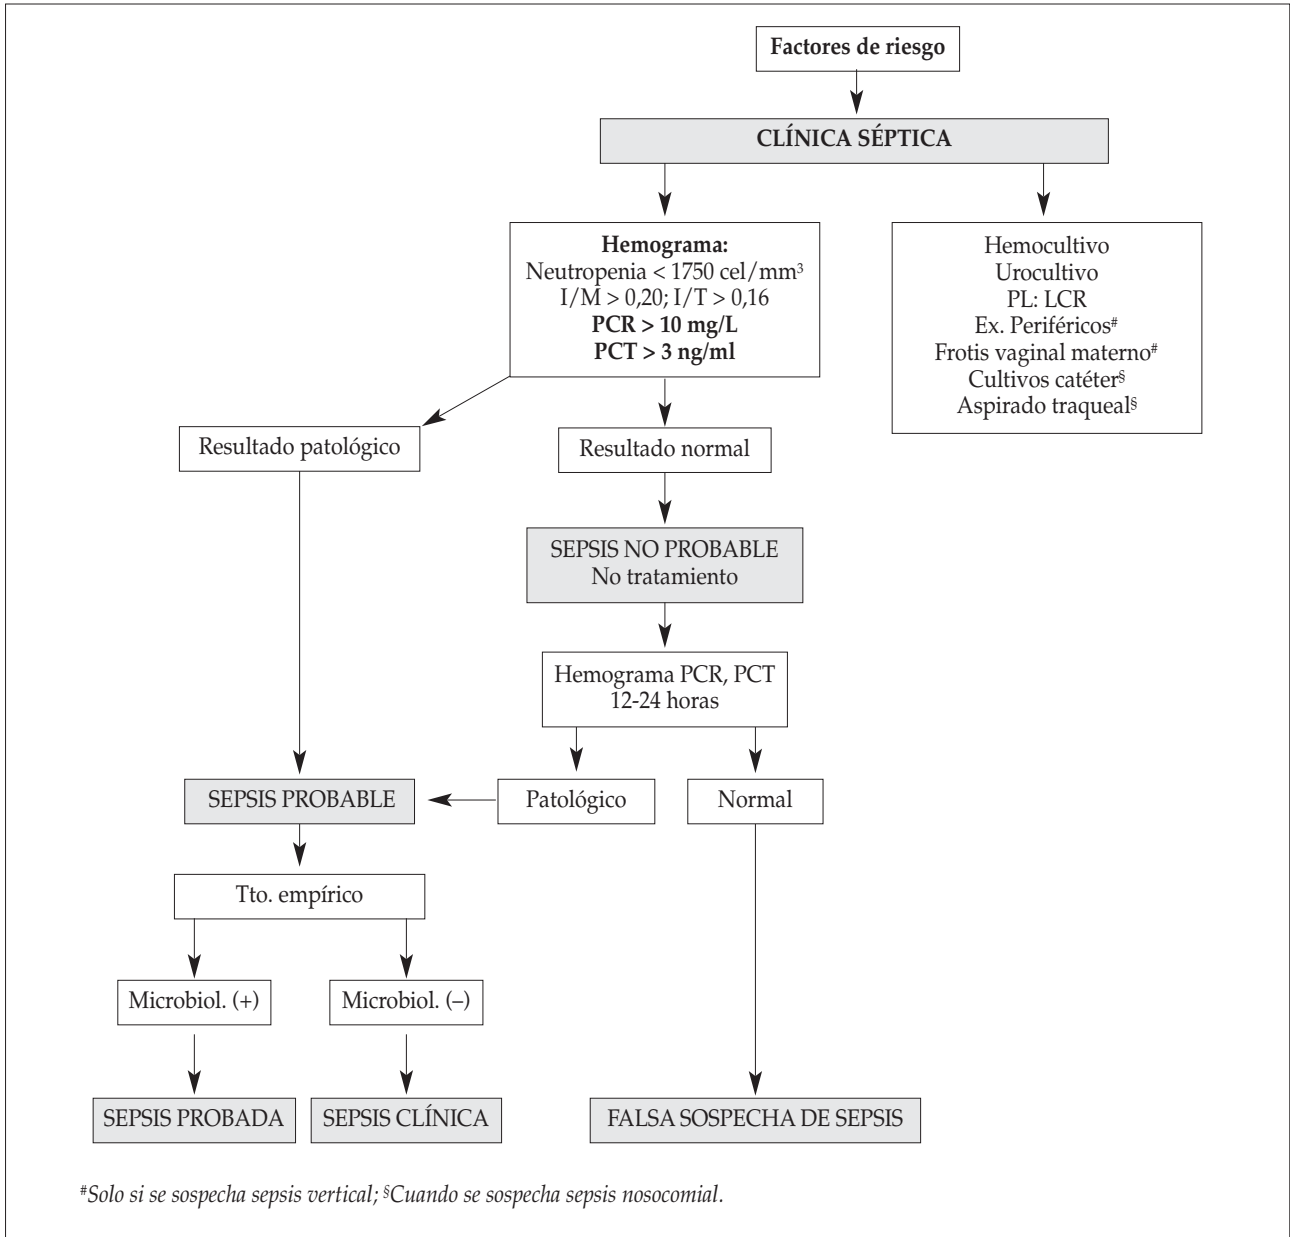 Factores de riesgo
CLÍNICA SÉPTICA
Hemograma:
Neutropenia < 1750 cel/mm³
I/M > 0,20; I/T > 0,16
PCR > 10 mg/L
PCT > 3 ng/ml
Hemocultivo
Urocultivo
PL: LCR
Ex. Periféricos#
Frotis vaginal materno#
Cultivos catéter§
Aspirado traqueal§
Resultado patológico
Resultado normal
SEPSIS NO PROBABLE
No tratamiento
Hemograma PCR, PCT
12-24 horas
SEPSIS PROBABLE
Patológico
Normal
Tto. empírico
Microbiol. (+)
Microbiol. (–)
SEPSIS PROBADA
SEPSIS CLÍNICA
FALSA SOSPECHA DE SEPSIS
#Solo si se sospecha sepsis vertical; §Cuando se sospecha sepsis nosocomial.